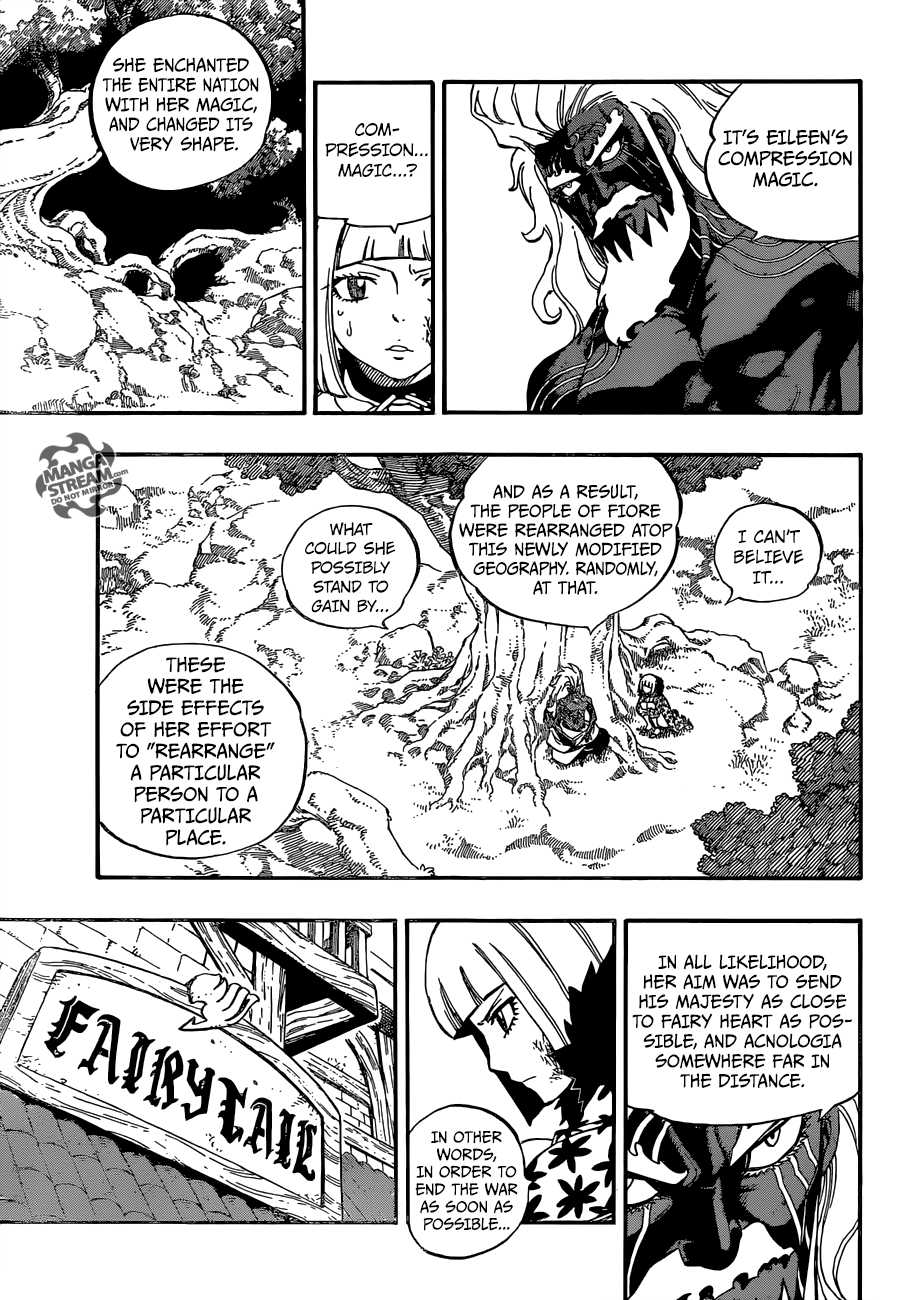 IT'S EILEEN'S
COMPRESSION
MAGIC.
COM-
PRESSION...
MAGIC...?
SHE ENCHANTED
THE ENTIRE NATION
WITH HER MAGIC,
AND CHANGED ITS
VERY SHAPE.
MANGA
STREAM.com
DO NOT MIRROR
I CAN'T
BELIEVE
IT...
AND AS A RESULT,
THE PEOPLE OF FIORE
WERE REARRANGED ATOP
THIS NEWLY MODIFIED
GEOGRAPHY. RANDOMLY,
AT THAT.
WHAT
COULD SHE
POSSIBLY
STAND TO
GAIN BY...
THESE
WERE THE
SIDE EFFECTS
OF HER EFFORT
TO "REARRANGE"
A PARTICULAR
PERSON TO A
PARTICULAR
PLACE.
IN ALL LIKELIHOOD,
HER AIM WAS TO SEND
HIS MAJESTY AS CLOSE
TO FAIRY HEART AS POS-
SIBLE, AND ACNOLOGIA
SOMEWHERE FAR IN
THE DISTANCE.
IN OTHER
WORDS,
IN ORDER TO
END THE WAR
AS SOON AS
POSSIBLE...
FAIRY TAIL